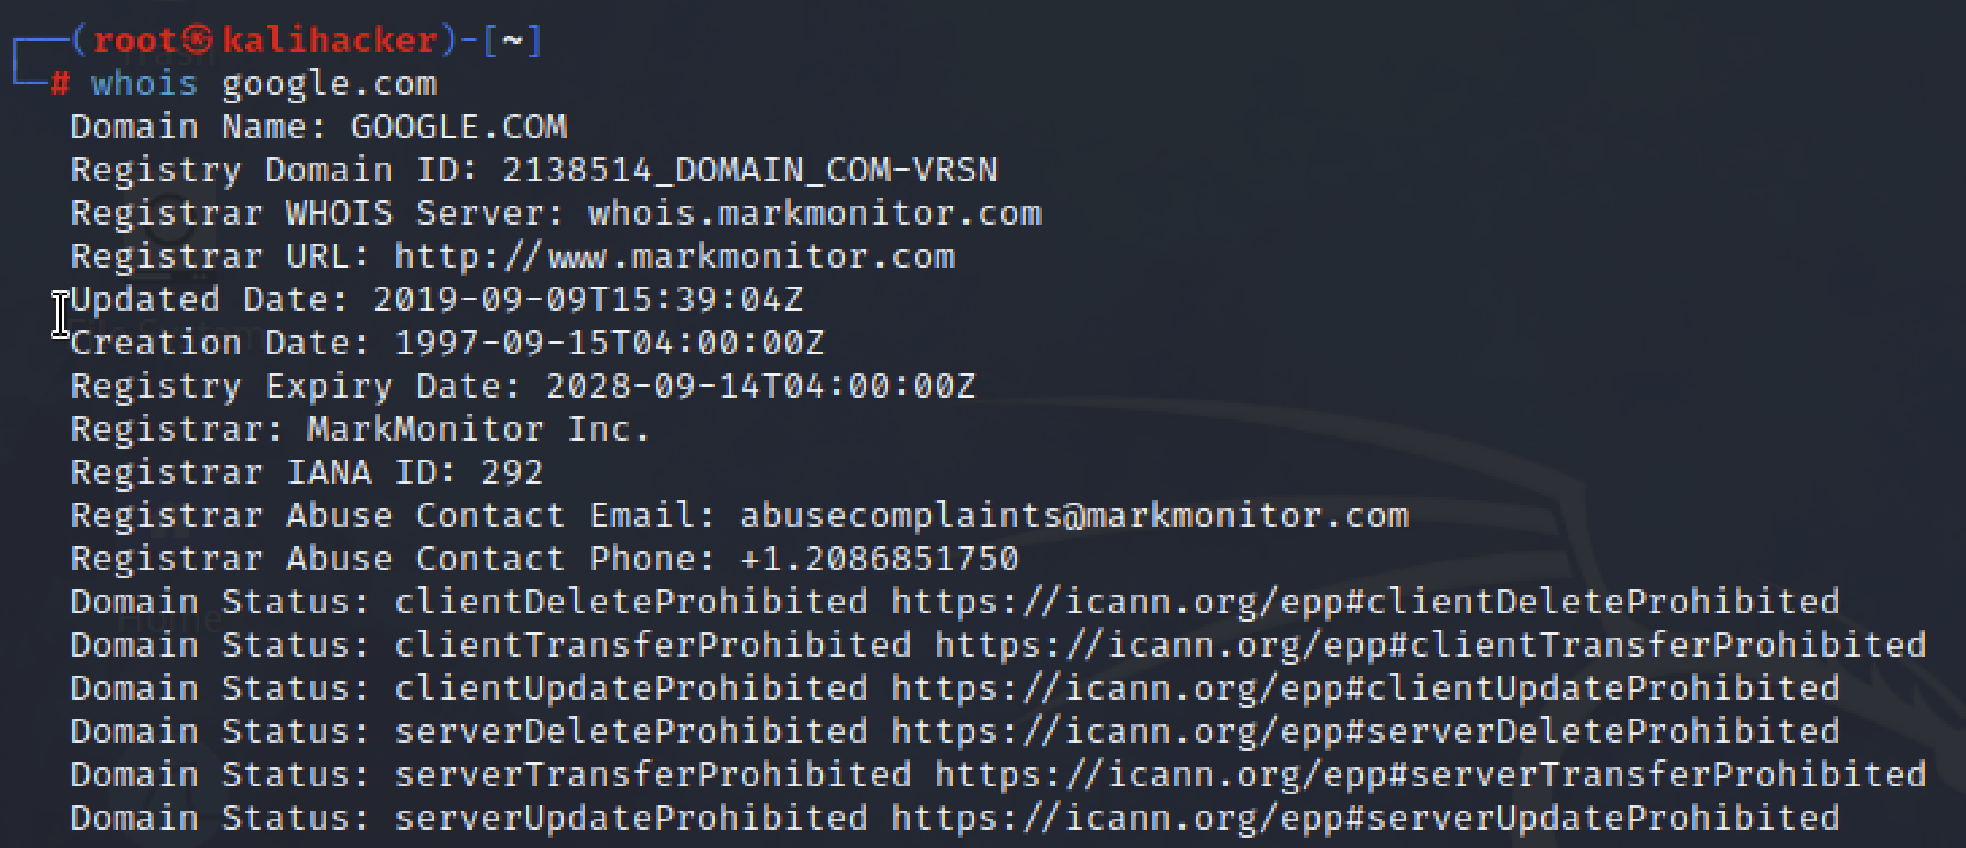 ┌──(root㉿kalihacker)-[~]
└─# whois google.com
Domain Name: GOOGLE.COM
Registry Domain ID: 2138514_DOMAIN_COM-VRSN
Registrar WHOIS Server: whois.markmonitor.com
Registrar URL: http://www.markmonitor.com
Updated Date: 2019-09-09T15:39:04Z
Creation Date: 1997-09-15T04:00:00Z
Registry Expiry Date: 2028-09-14T04:00:00Z
Registrar: MarkMonitor Inc.
Registrar IANA ID: 292
Registrar Abuse Contact Email: abusecomplaints@markmonitor.com
Registrar Abuse Contact Phone: +1.2086851750
Domain Status: clientDeleteProhibited https://icann.org/epp#clientDeleteProhibited
Domain Status: clientTransferProhibited https://icann.org/epp#clientTransferProhibited
Domain Status: clientUpdateProhibited https://icann.org/epp#clientUpdateProhibited
Domain Status: serverDeleteProhibited https://icann.org/epp#serverDeleteProhibited
Domain Status: serverTransferProhibited https://icann.org/epp#serverTransferProhibited
Domain Status: serverUpdateProhibited https://icann.org/epp#serverUpdateProhibited